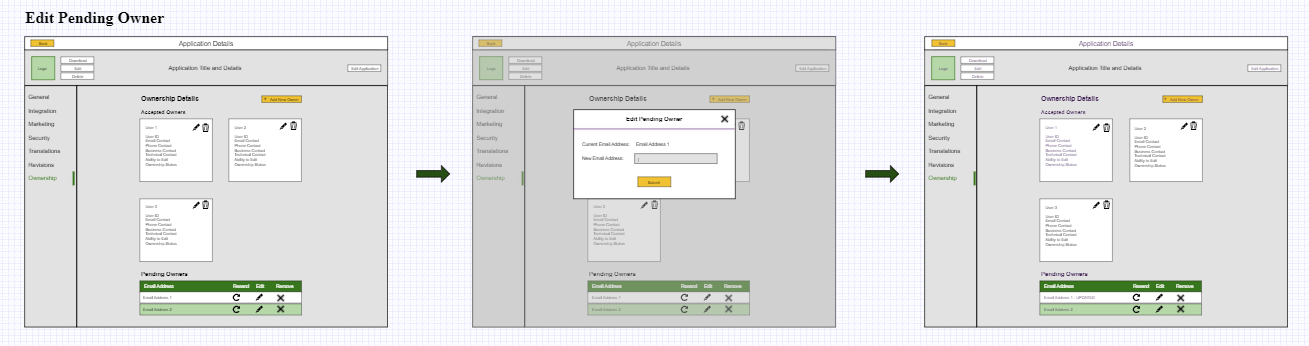 Edit Pending Owner
Back
Application Details
Logo
Download
Edit
Delete
Application Title and Details
Edit Application
General
Integration
Marketing
Security
Translations
Revisions
Ownership
Ownership Details
+ Add New Owner
Accepted Owners
User 1
User ID
Email Contact
Phone Contact
Business Contact
Technical Contact
Ability to Edit
Ownership Status
User 2
User ID
Email Contact
Phone Contact
Business Contact
Technical Contact
Ability to Edit
Ownership Status
User 3
User ID
Email Contact
Phone Contact
Business Contact
Technical Contact
Ability to Edit
Ownership Status
Pending Owners
Email Address Resend Edit Remove
Email Address 1
Email Address 2
Back
Application Details
Logo
Download
Edit
Delete
Application Title and Details
Edit Application
General
Integration
Marketing
Security
Translations
Revisions
Ownership
Ownership Details
+ Add New Owner
Edit Pending Owner
Current Email Address: Email Address 1
New Email Address:
Submit
User ID
Email Contact
Phone Contact
Business Contact
Technical Contact
Ability to Edit
Ownership Status
Pending Owners
Email Address Resend Edit Remove
Email Address 1
Email Address 2
Back
Application Details
Logo
Download
Edit
Delete
Application Title and Details
Edit Application
General
Integration
Marketing
Security
Translations
Revisions
Ownership
Ownership Details
+ Add New Owner
Accepted Owners
User 1
User ID
Email Contact
Phone Contact
Business Contact
Technical Contact
Ability to Edit
Ownership Status
User 2
User ID
Email Contact
Phone Contact
Business Contact
Technical Contact
Ability to Edit
Ownership Status
User 3
User ID
Email Contact
Phone Contact
Business Contact
Technical Contact
Ability to Edit
Ownership Status
Pending Owners
Email Address Resend Edit Remove
Email Address 1 - UPDATED
Email Address 2